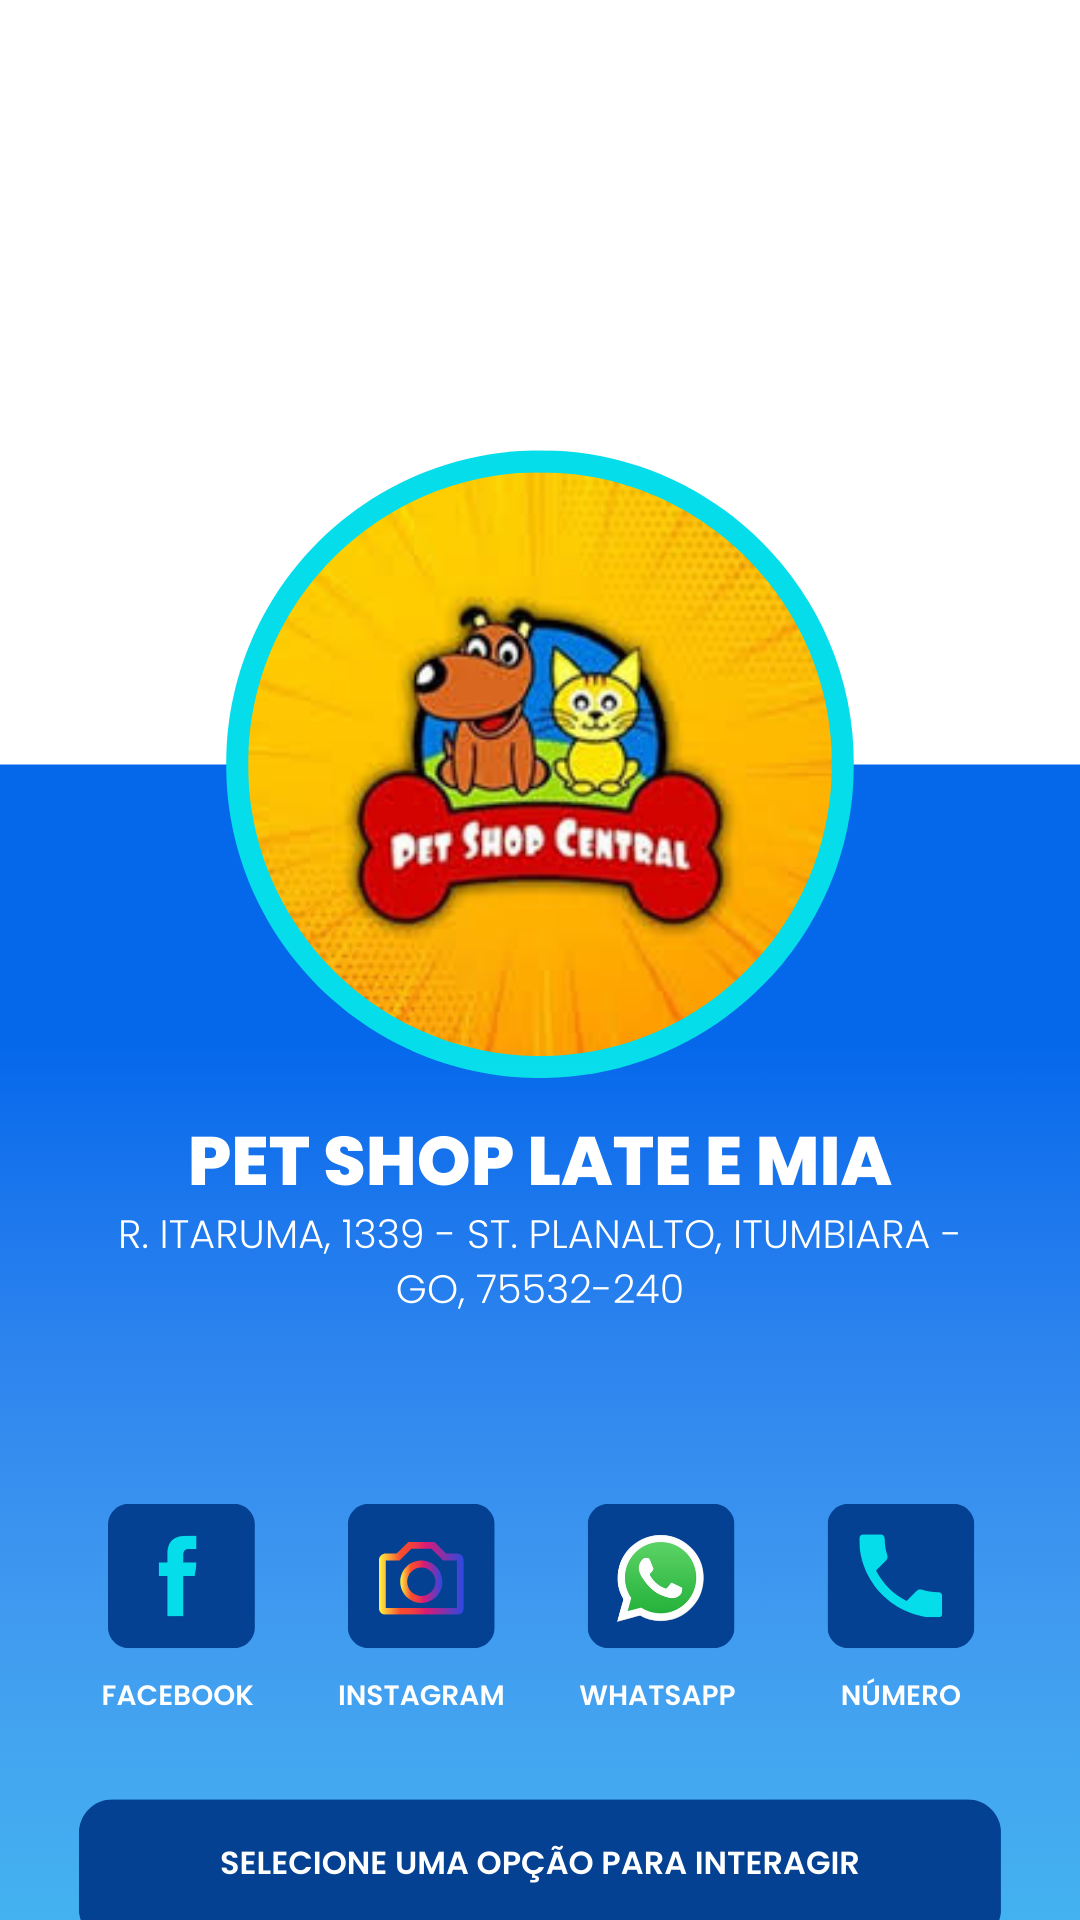 PET SHOP CENTRAL
PET SHOP LATE E MIA
R. ITARUMA, 1339 - ST. PLANALTO, ITUMBIARA -
GO, 75532-240
FACEBOOK
INSTAGRAM
WHATSAPP
NÚMERO
SELECIONE UMA OPÇÃO PARA INTERAGIR